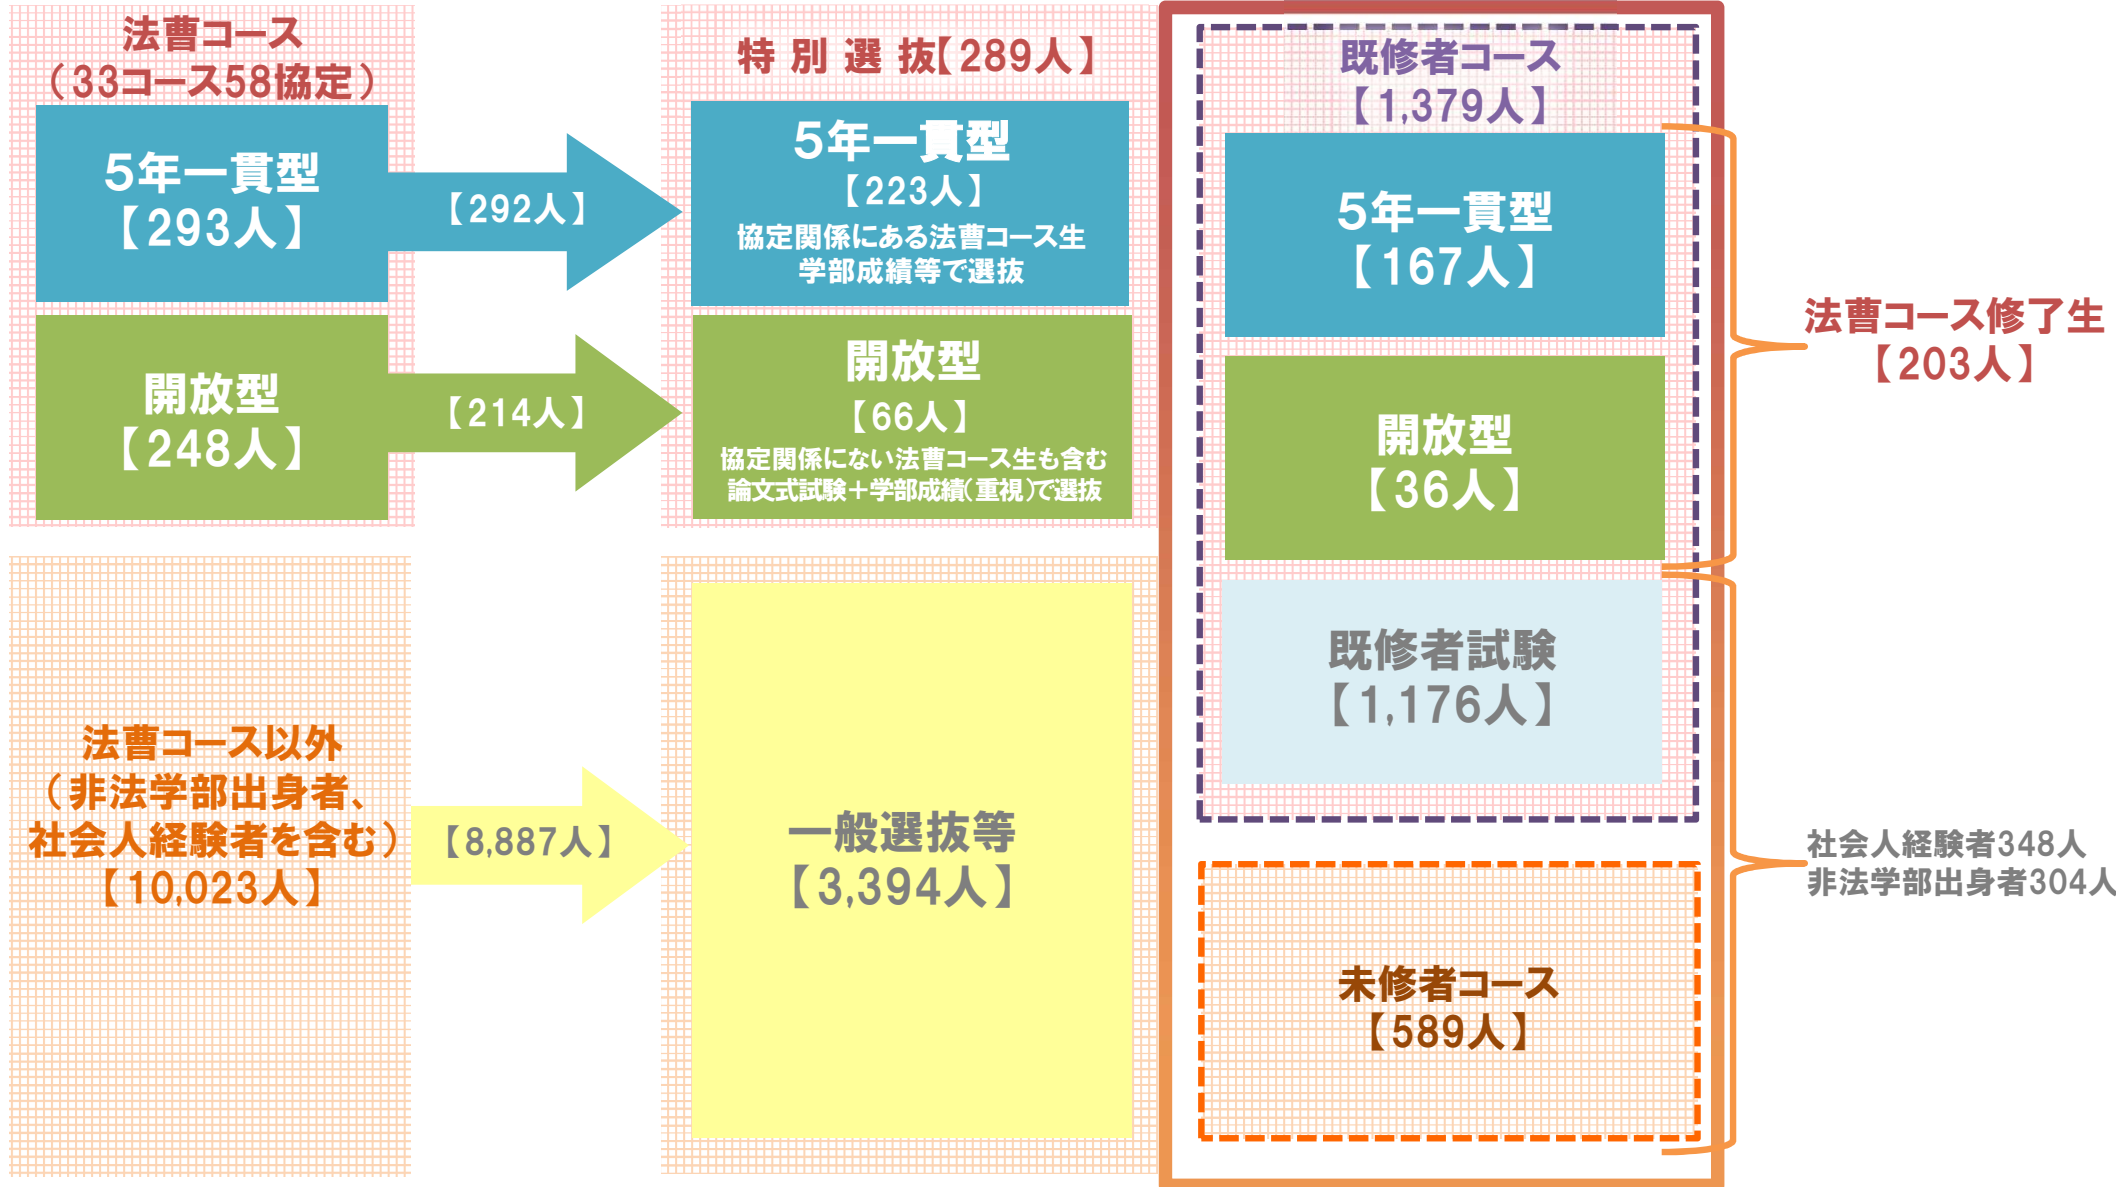 法曹コース
（33コース58協定）
5年一貫型
【293人】
【292人】
開放型
【248人】
【214人】
特別選抜【289人】
5年一貫型
【223人】
協定関係にある法曹コース生
学部成績等で選抜
開放型
【66人】
協定関係にない法曹コース生も含む
論文式試験＋学部成績（重視）で選抜
既修者コース
【1,379人】
5年一貫型
【167人】
開放型
【36人】
既修者試験
【1,176人】
法曹コース修了生
【203人】
法曹コース以外
（非法学部出身者、
社会人経験者を含む）
【10,023人】
【8,887人】
一般選抜等
【3,394人】
未修者コース
【589人】
社会人経験者348人
非法学部出身者304人